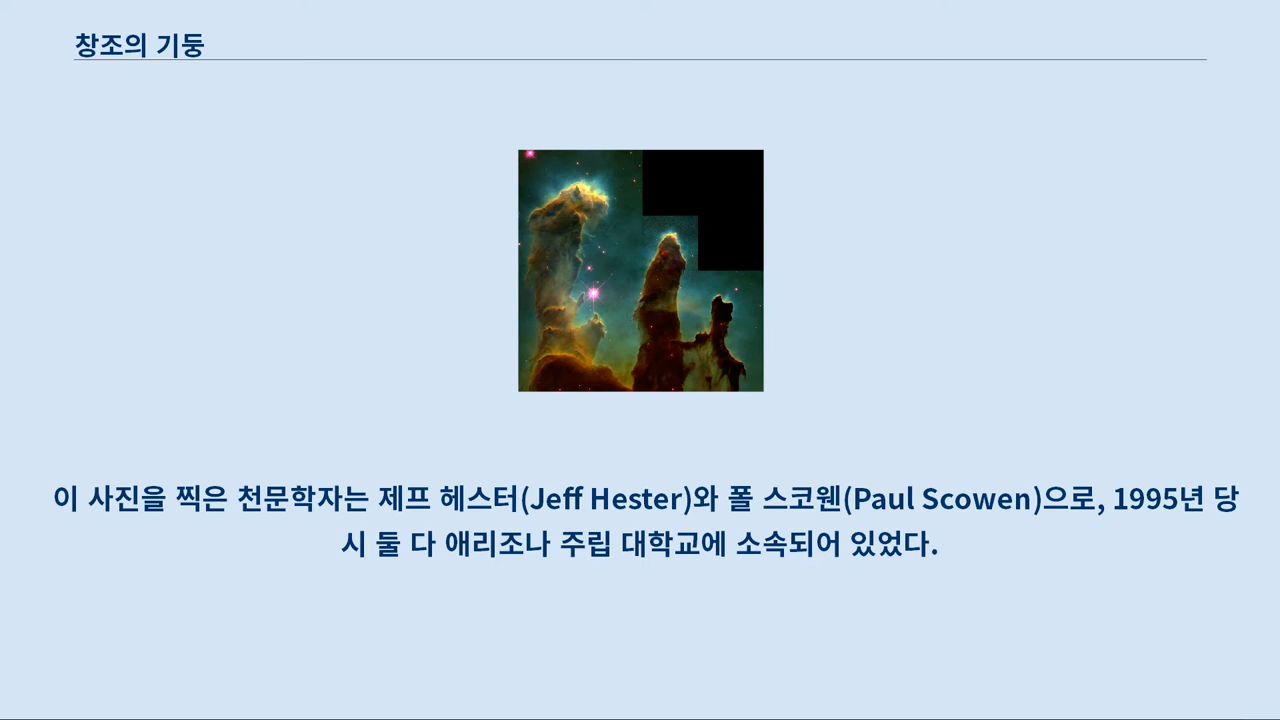 창조의 기둥
이 사진을 찍은 천문학자는 제프 헤스터(Jeff Hester)와 폴 스코웬(Paul Scowen)으로, 1995년 당
시 둘 다 애리조나 주립 대학교에 소속되어 있었다.